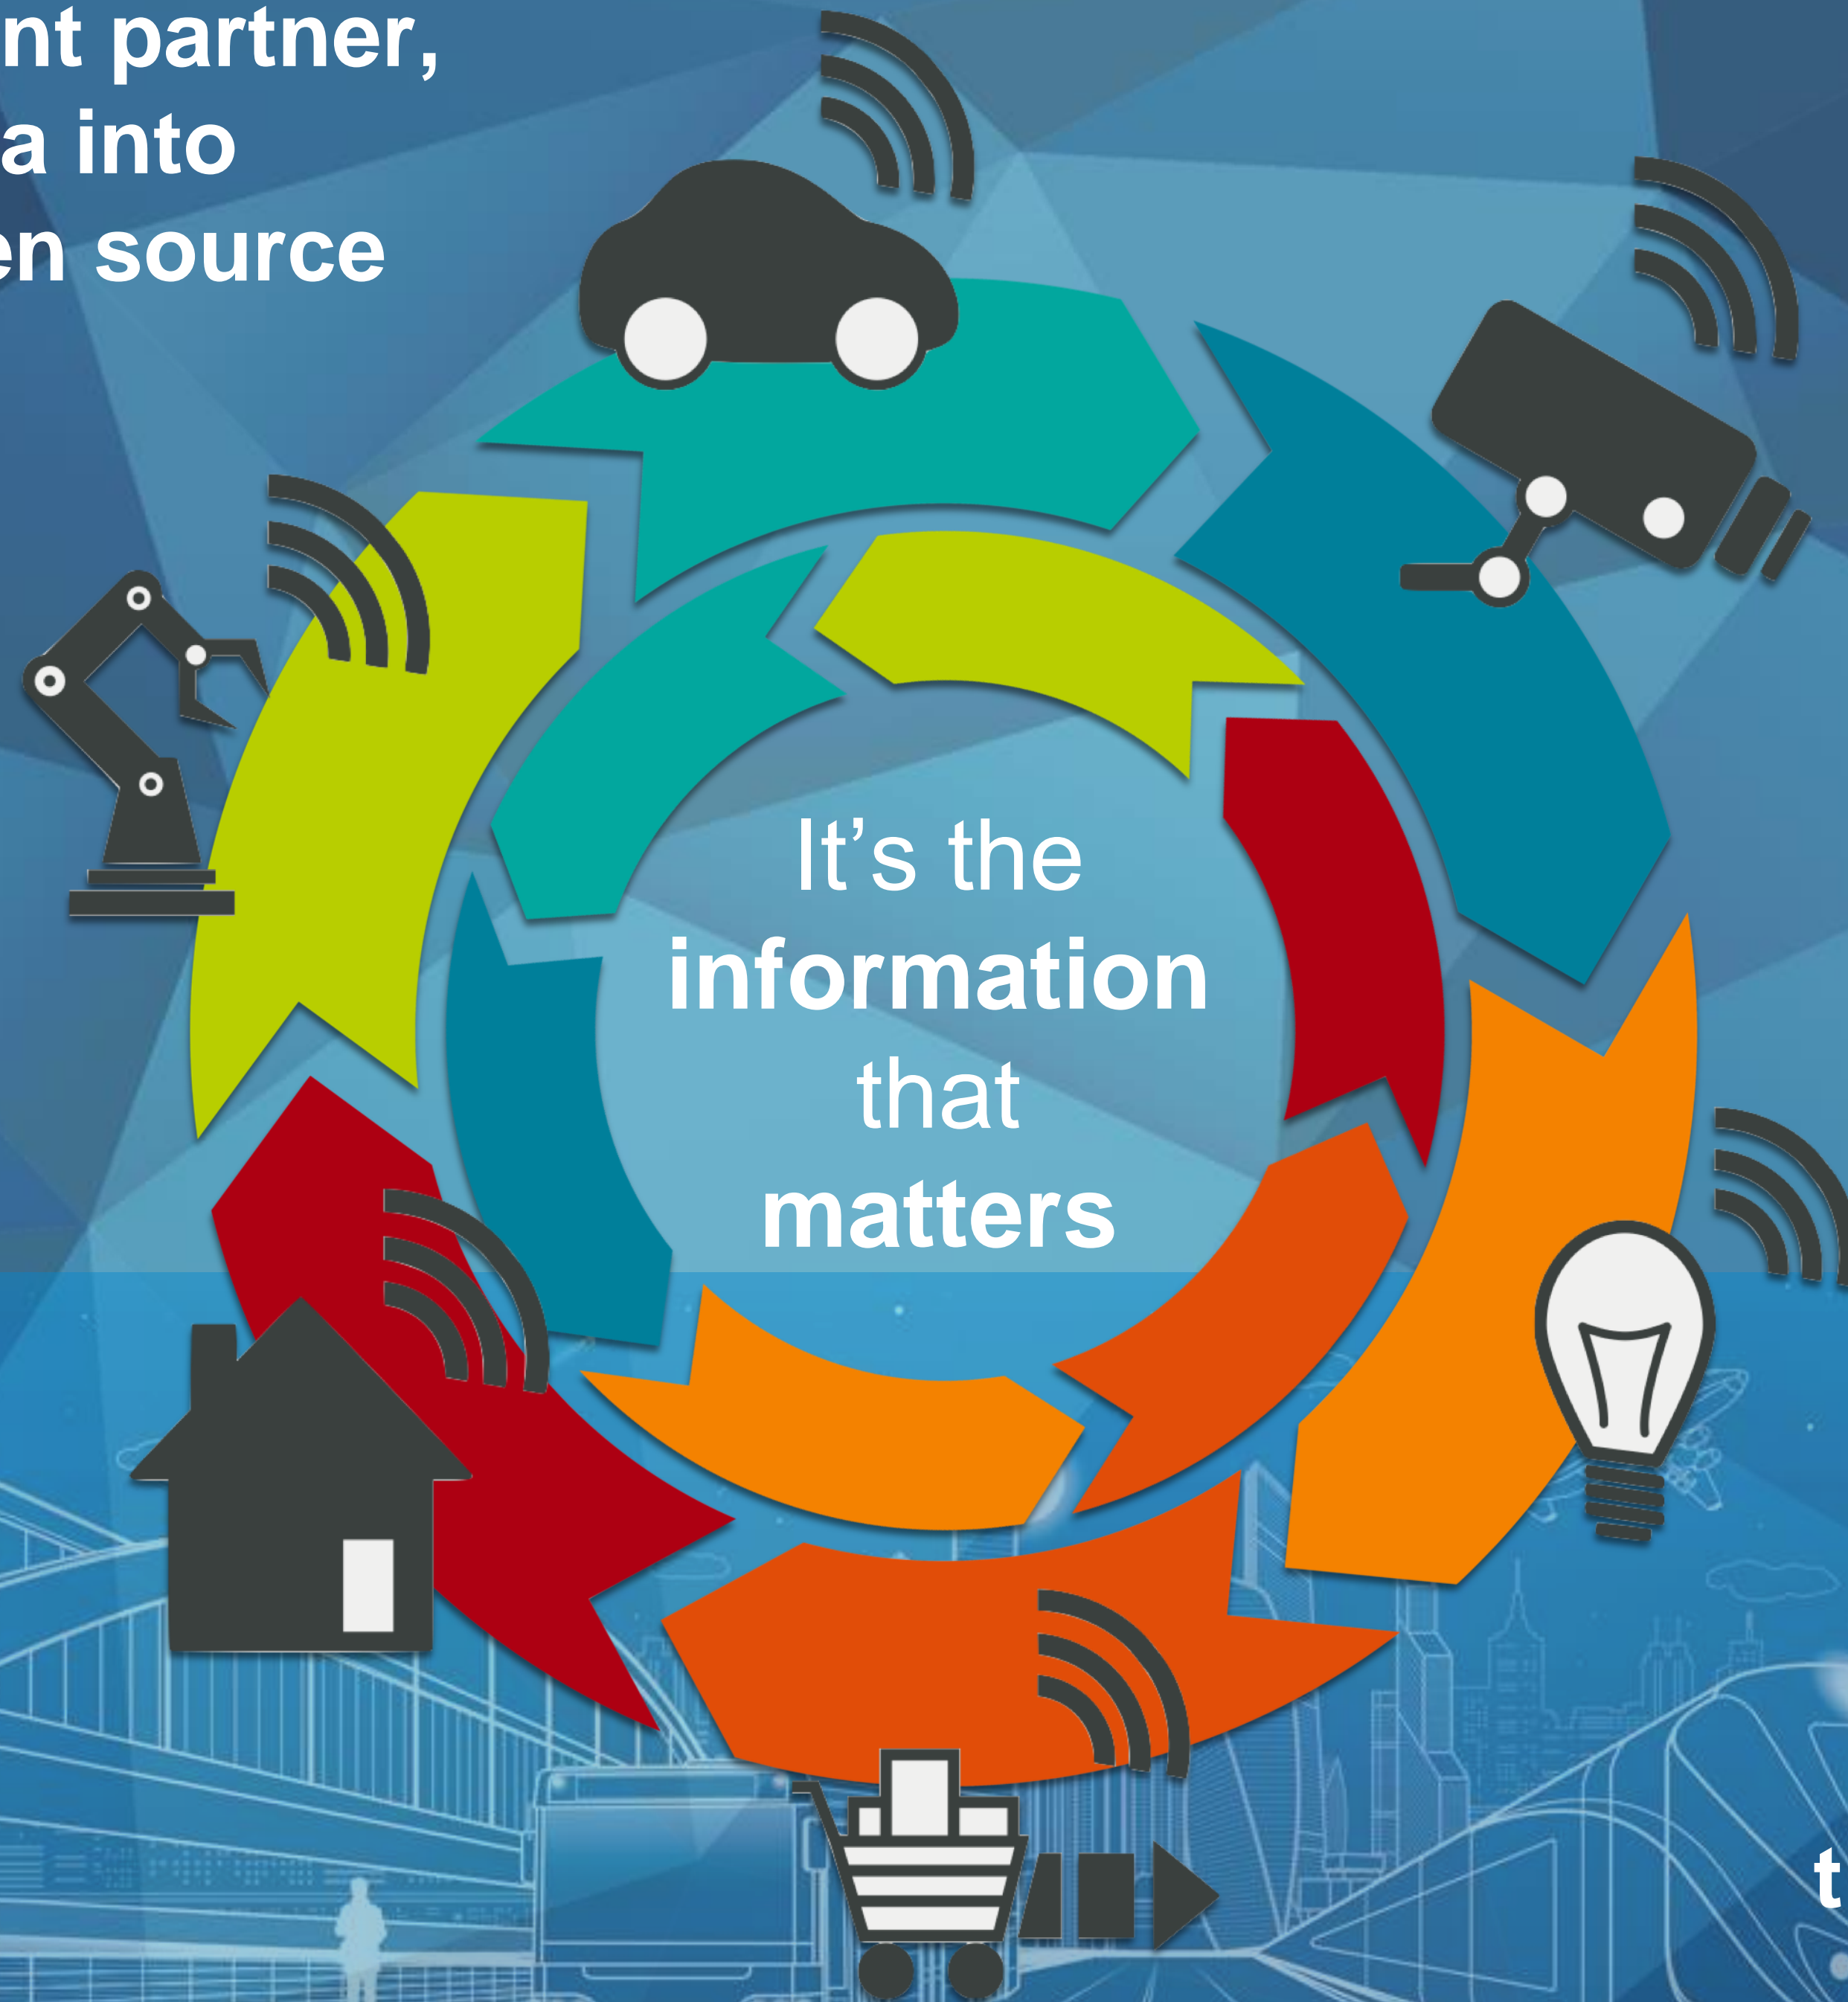 nt partner,
a into
en source
It’s the
information
that
matters
t